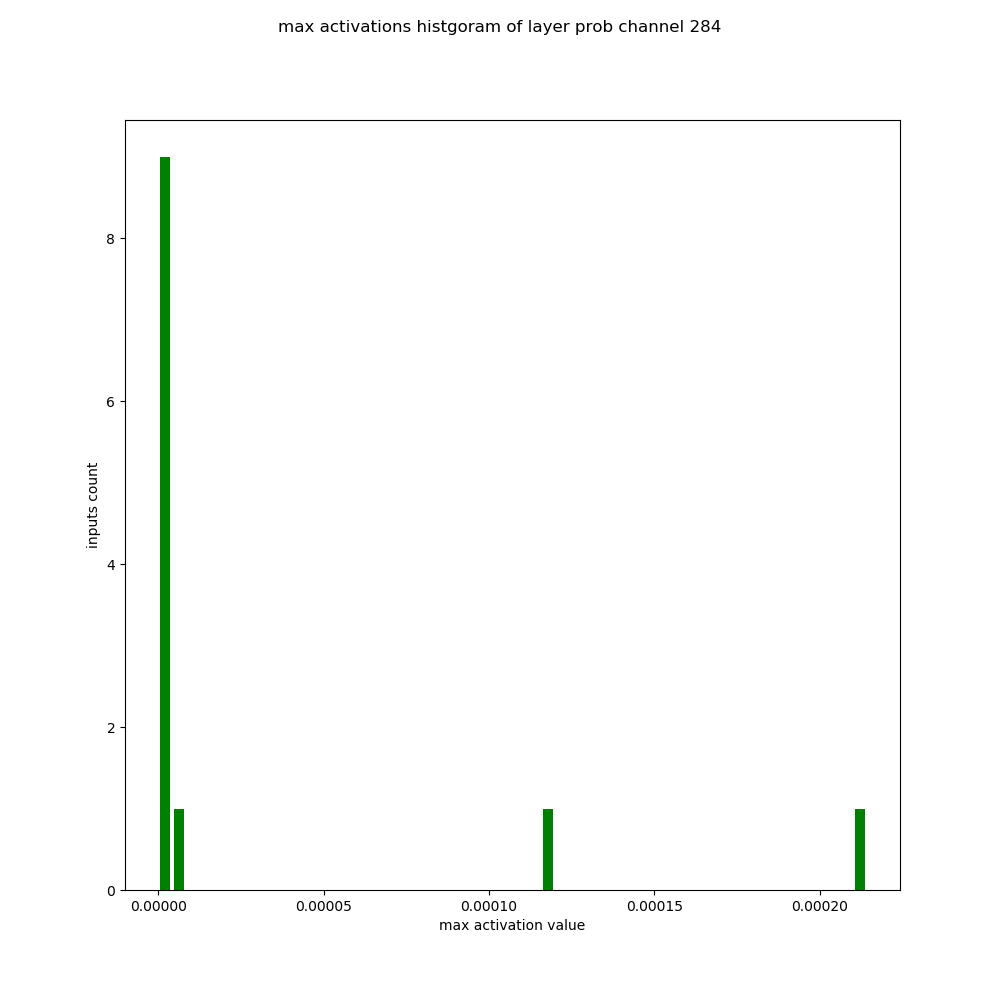 max activations histgoram of layer prob channel 284
8
6
4
2
0
inputs count
0.00000 0.00005 0.00010 0.00015 0.00020
max activation value